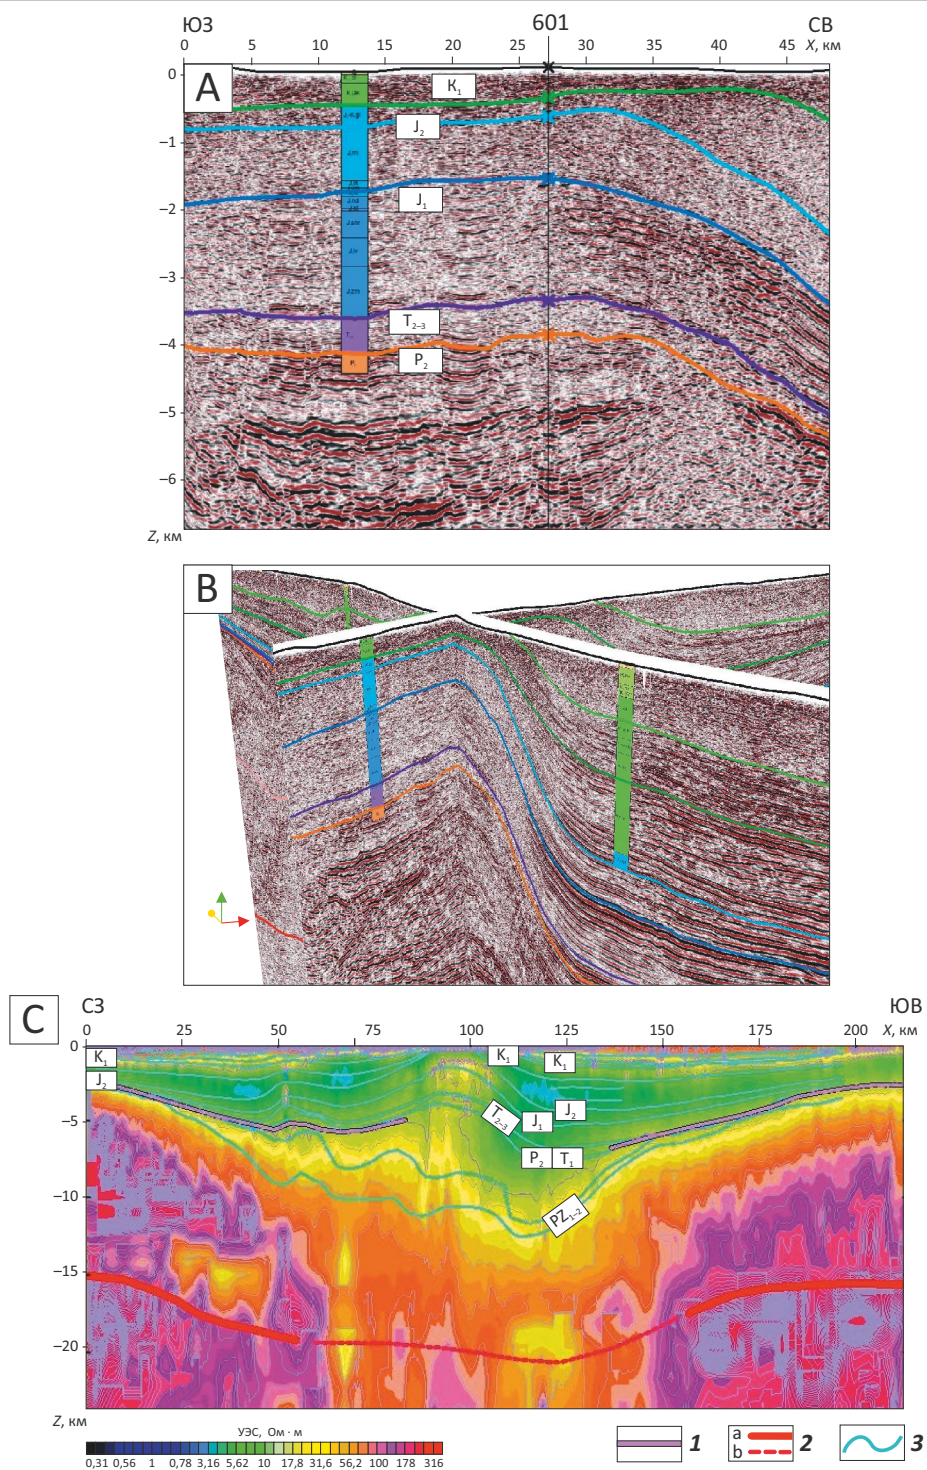 ЮЗ 601 СВ
0 5 10 15 20 25 30 35 40 45 X, км
A
0
–1
–2
–3
–4
–5
–6
Z, км
K₁
J₂
J₁
T₂₋₃
P₂
B
C
СЗ ЮВ
0 25 50 75 100 125 150 175 200 X, км
0
–5
–10
–15
–20
Z, км
K₁ K₁ K₁
J₂
T₂₋₃ J₁ J₂
P₂ T₁
PZ₁₋₂
УЭС, Ом · м
0,31 0,56 1 0,78 3,16 5,62 10 17,8 31,6 56,2 100 178 316
1
a
b
2
3